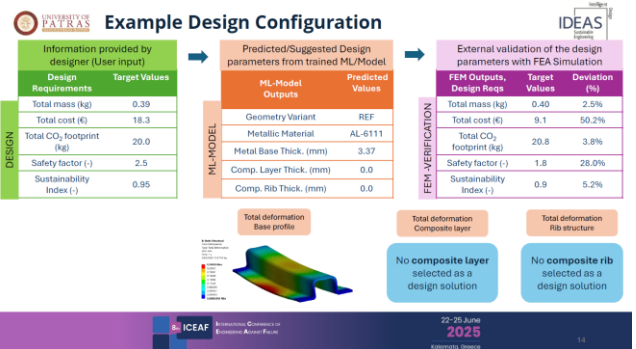 UNIVERSITY OF
PATRAS
Example Design Configuration
IDEAS
Sustainable
Engineering
Intelligent
Design
Information provided by
designer (User input)
DESIGN
Design
Requirements
Target Values
Total mass (kg) 0.39
Total cost (€) 18.3
Total CO2 footprint
(kg)
20.0
Safety factor (-) 2.5
Sustainability
Index (-)
0.95
Predicted/Suggested Design
parameters from trained ML/Model
ML-MODEL
ML-Model
Outputs
Predicted
Values
Geometry Variant REF
Metallic Material AL-6111
Metal Base Thick. (mm) 3.37
Comp. Layer Thick. (mm) 0.0
Comp. Rib Thick. (mm) 0.0
External validation of the design
parameters with FEA Simulation
FEM -VERIFICATION
FEM Outputs,
Design Reqs
Target
Values
Deviation
(%)
Total mass (kg) 0.40 2.5%
Total cost (€) 9.1 50.2%
Total CO2
footprint (kg)
20.8 3.8%
Safety factor (-) 1.8 28.0%
Sustainability
Index (-)
0.9 5.2%
Total deformation
Base profile
Total deformation
Composite layer
Total deformation
Rib structure
No composite layer
selected as a
design solution
No composite rib
selected as a
design solution
8th ICEAF
INTERNATIONAL CONFERENCE OF
ENGINEERING AGAINST FAILURE
22-25 June
2025
Kalamata, Greece
14